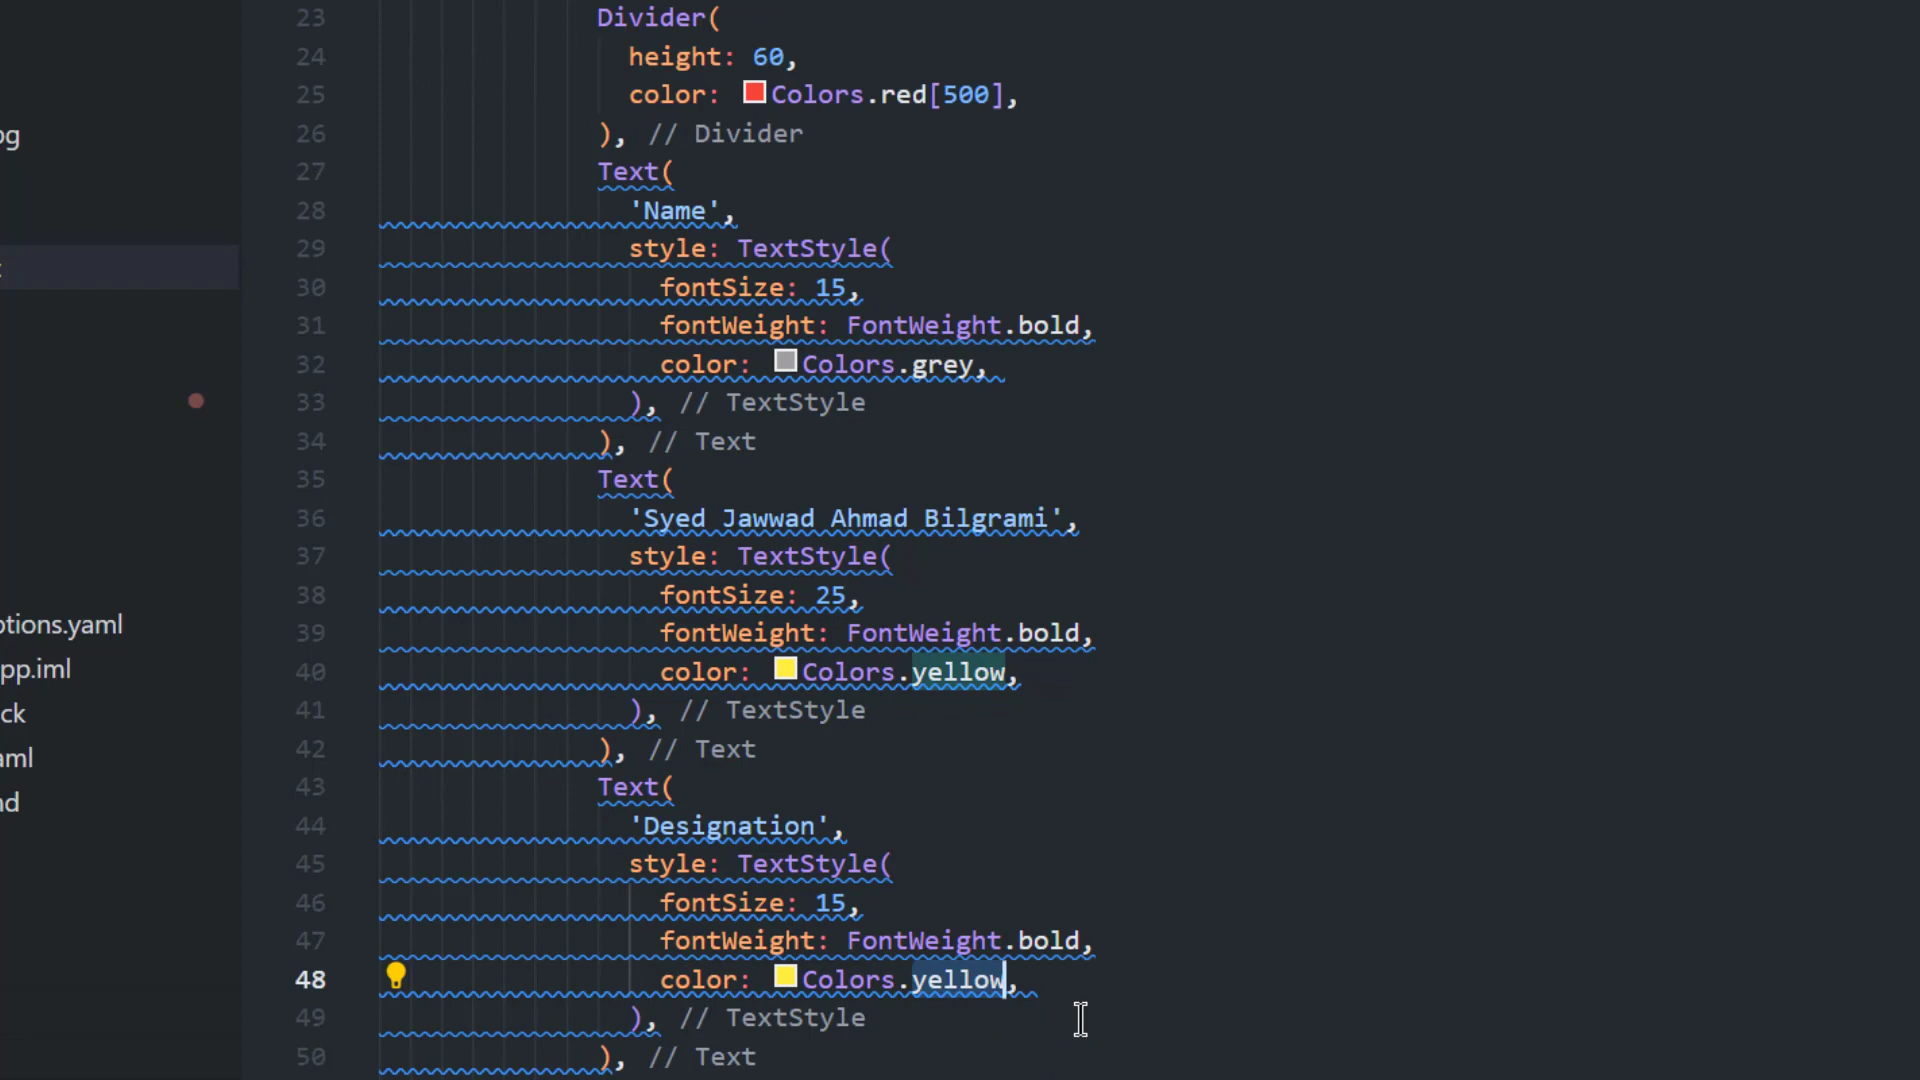 og
ptions.yaml
pp.iml
ck
aml
nd
23 Divider(
24 height: 60,
25 color: Colors.red[500],
26 ), // Divider
27 Text(
28 'Name',
29 style: TextStyle(
30 fontSize: 15,
31 fontWeight: FontWeight.bold,
32 color: Colors.grey,
33 ), // TextStyle
34 ), // Text
35 Text(
36 'Syed Jawwad Ahmad Bilgrami',
37 style: TextStyle(
38 fontSize: 25,
39 fontWeight: FontWeight.bold,
40 color: Colors.yellow,
41 ), // TextStyle
42 ), // Text
43 Text(
44 'Designation',
45 style: TextStyle(
46 fontSize: 15,
47 fontWeight: FontWeight.bold,
48 color: Colors.yellow,
49 ), // TextStyle
50 ), // Text